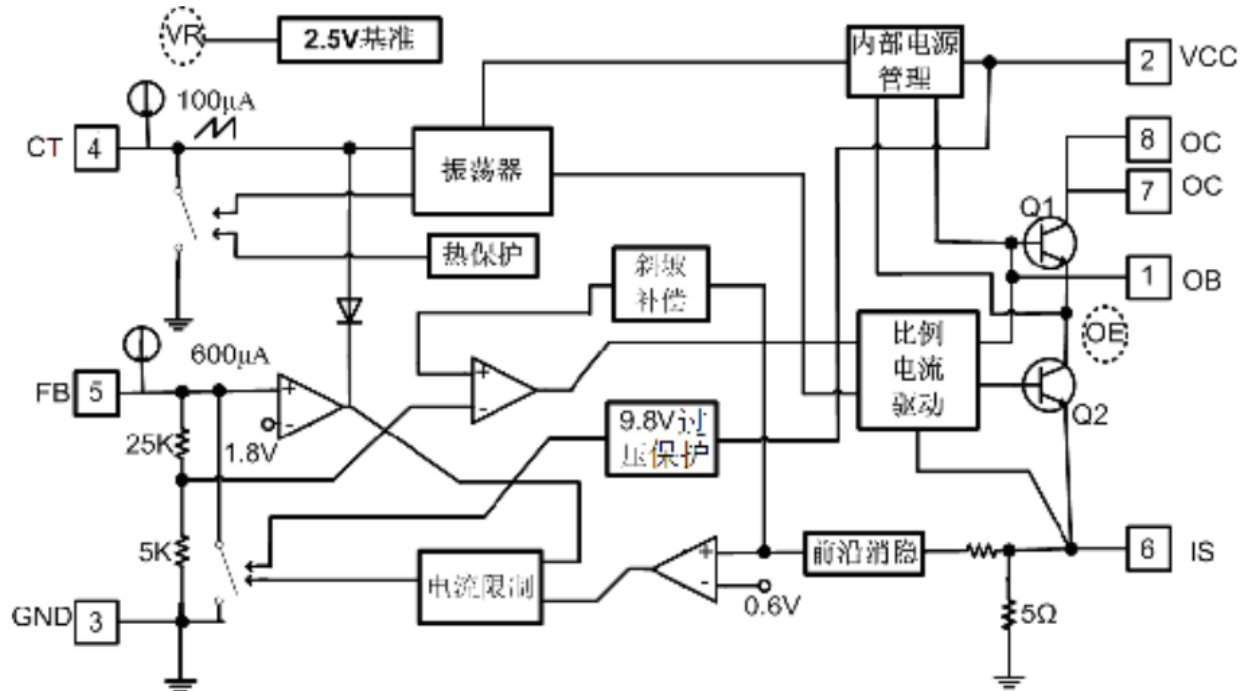 VR
2.5V基准
内部电源
管理
2
VCC
100μA
CT
4
振荡器
8
OC
7
OC
Q1
热保护
斜坡
补偿
1
OB
600μA
比例
电流
驱动
OE
FB
5
+
-
1.8V
+
-
Q2
25K
9.8V过
压保护
5K
电流限制
+
-
0.6V
前沿消隐
6
IS
5Ω
GND
3